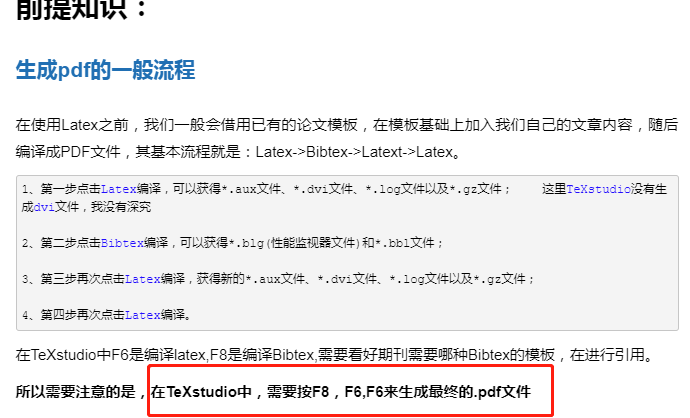 前提知识：
生成pdf的一般流程
在使用Latex之前，我们一般会借用已有的论文模板，在模板基础上加入我们自己的文章内容，随后
编译成PDF文件，其基本流程就是：Latex->Bibtex->Latext->Latex。
1、第一步点击Latex编译，可以获得*.aux文件、*.dvi文件、*.log文件以及*.gz文件； 这里TeXstudio没有生
成dvi文件，我没深究
2、第二步点击Bibtex编译，可以获得*.blg(性能监视器文件)和*.bbl文件；
3、第三步再次点击Latex编译，获得新的*.aux文件、*.dvi文件、*.log文件以及*.gz文件；
4、第四步再次点击Latex编译。
在TeXstudio中F6是编译latex,F8是编译Bibtex,需要看好期刊需要哪种Bibtex的模板，在进行引用。
所以需要注意的是，在TeXstudio中，需要按F8，F6,F6来生成最终的.pdf文件